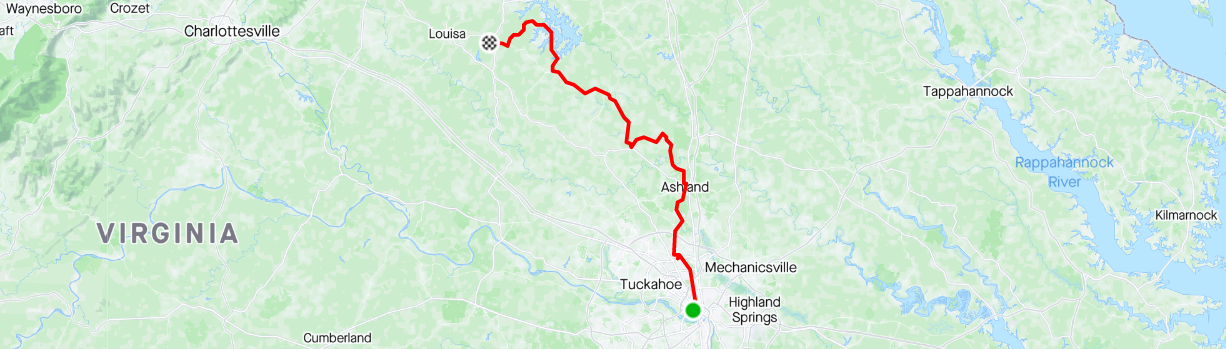 Waynesboro
Crozet
aft
Charlottesville
Louisa
Tappahannock
Rappahannock
River
Ashland
Kilmarnock
VIRGINIA
Mechanicsville
Tuckahoe
Highland
Springs
Cumberland